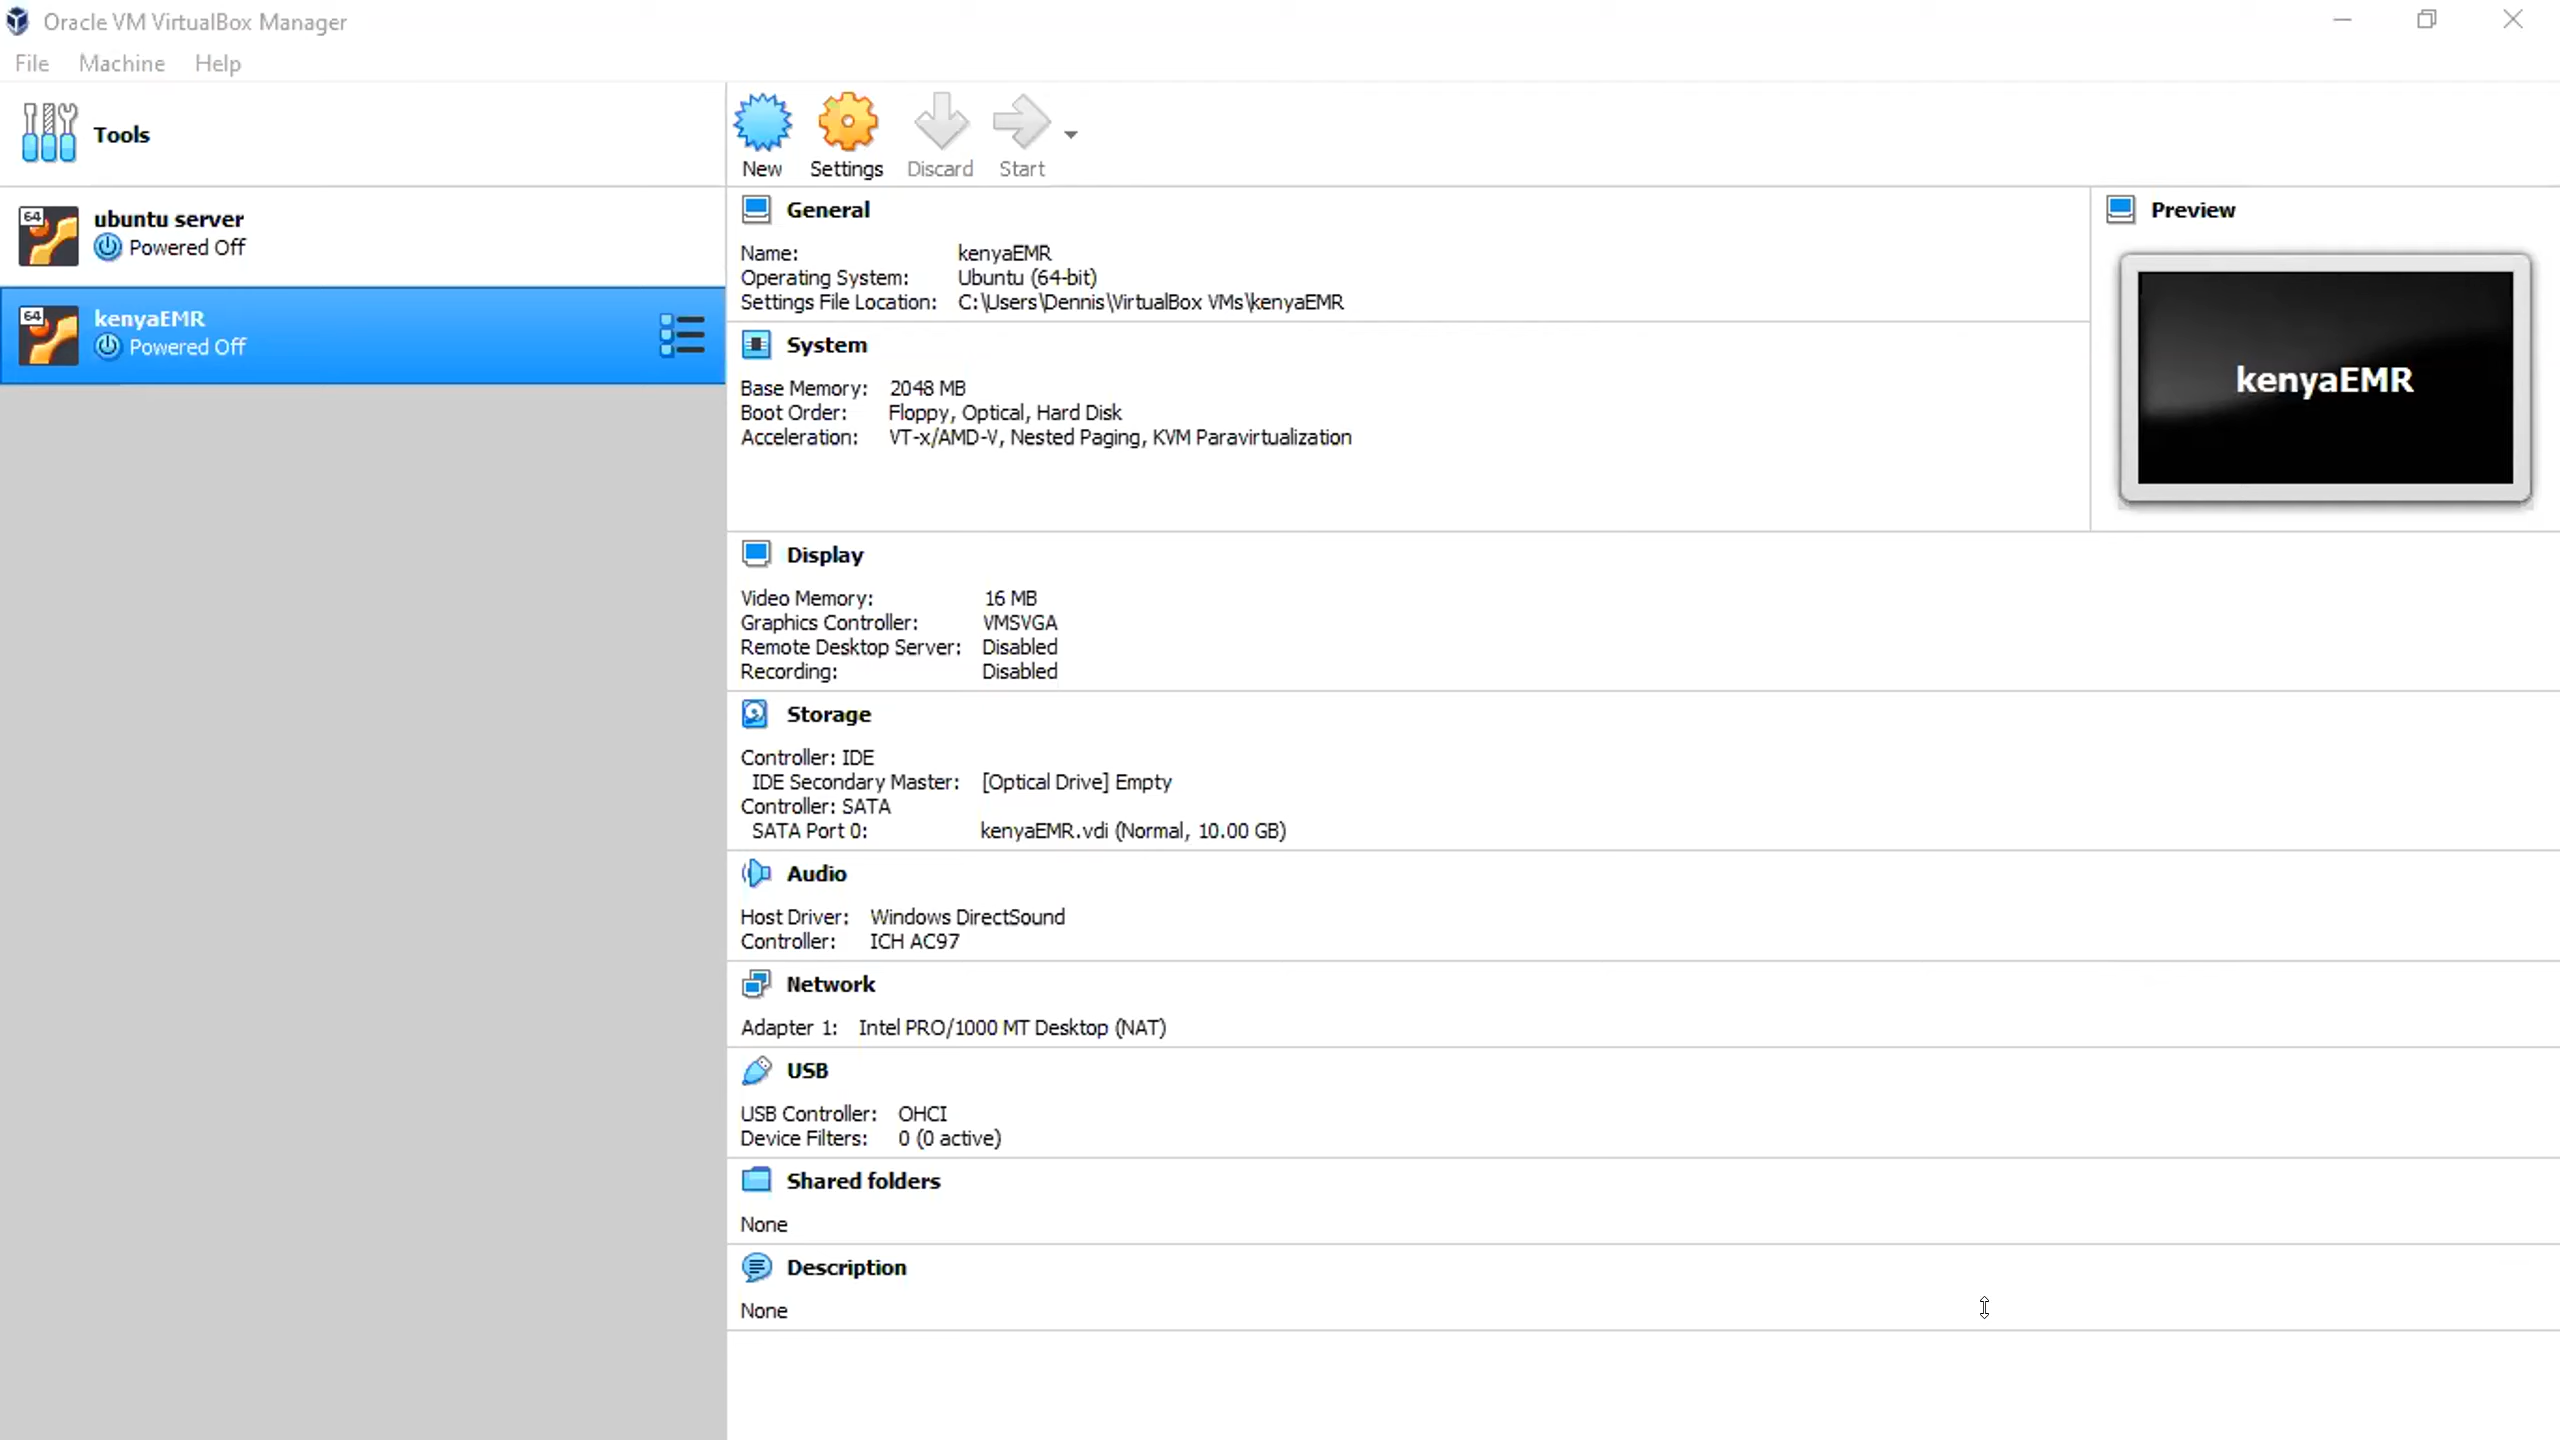 Oracle VM VirtualBox Manager
File Machine Help
Tools
New Settings Discard Start
64
ubuntu server
Powered Off
64
kenyaEMR
Powered Off
General
Name: kenyaEMR
Operating System: Ubuntu (64-bit)
Settings File Location: C:\Users\Dennis\VirtualBox VMs\kenyaEMR
Preview
kenyaEMR
System
Base Memory: 2048 MB
Boot Order: Floppy, Optical, Hard Disk
Acceleration: VT-x/AMD-V, Nested Paging, KVM Paravirtualization
Display
Video Memory: 16 MB
Graphics Controller: VMSVGA
Remote Desktop Server: Disabled
Recording: Disabled
Storage
Controller: IDE
IDE Secondary Master: [Optical Drive] Empty
Controller: SATA
SATA Port 0: kenyaEMR.vdi (Normal, 10.00 GB)
Audio
Host Driver: Windows DirectSound
Controller: ICH AC97
Network
Adapter 1: Intel PRO/1000 MT Desktop (NAT)
USB
USB Controller: OHCI
Device Filters: 0 (0 active)
Shared folders
None
Description
None